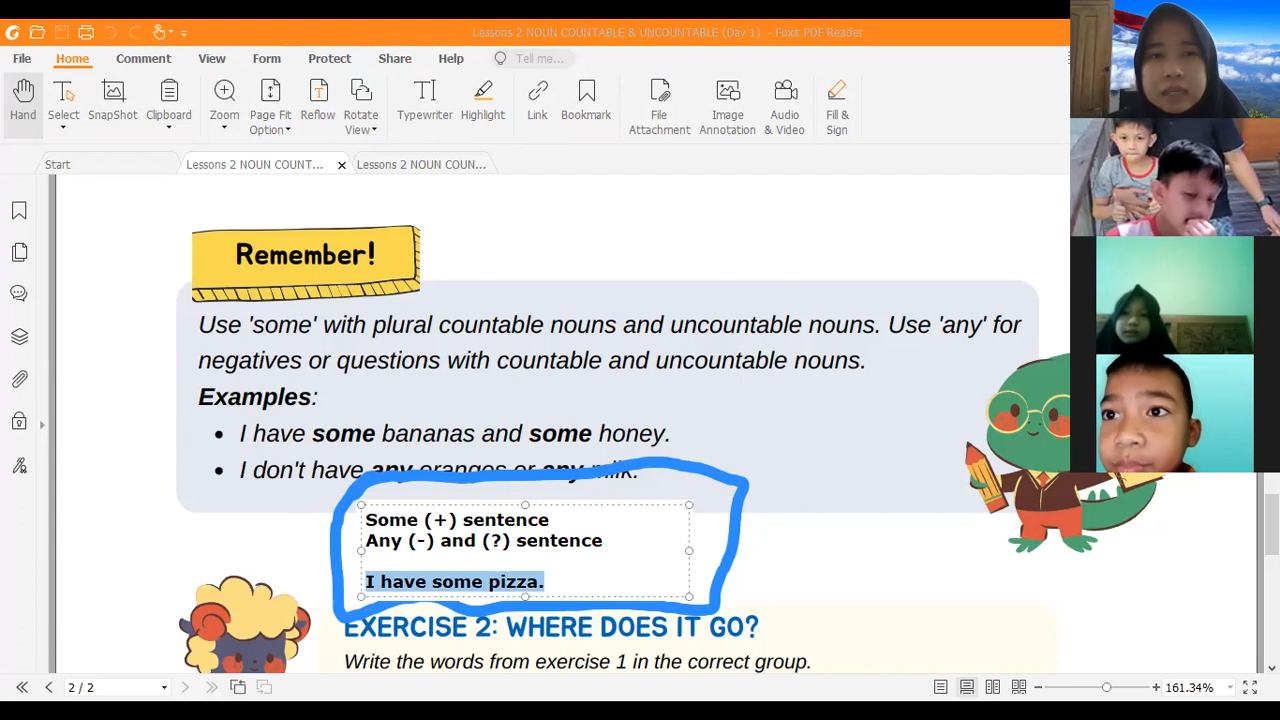 Lessons 2 NOUN COUNTABLE & UNCOUNTABLE (Day 1) - Foxit PDF Reader
File Home Comment View Form Protect Share Help Tell me...
Hand Select SnapShot Clipboard Zoom Page Fit Option Reflow Rotate View Typewriter Highlight Link Bookmark File Attachment Image Annotation Audio & Video Fill & Sign
Start Lessons 2 NOUN COUNT... Lessons 2 NOUN COUN...
Remember!
Use 'some' with plural countable nouns and uncountable nouns. Use 'any' for
negatives or questions with countable and uncountable nouns.
Examples:
• I have some bananas and some honey.
• I don't have any oranges or any milk.
Some (+) sentence
Any (-) and (?) sentence
I have some pizza.
EXERCISE 2: WHERE DOES IT GO?
Write the words from exercise 1 in the correct group.
2 / 2 161.34%